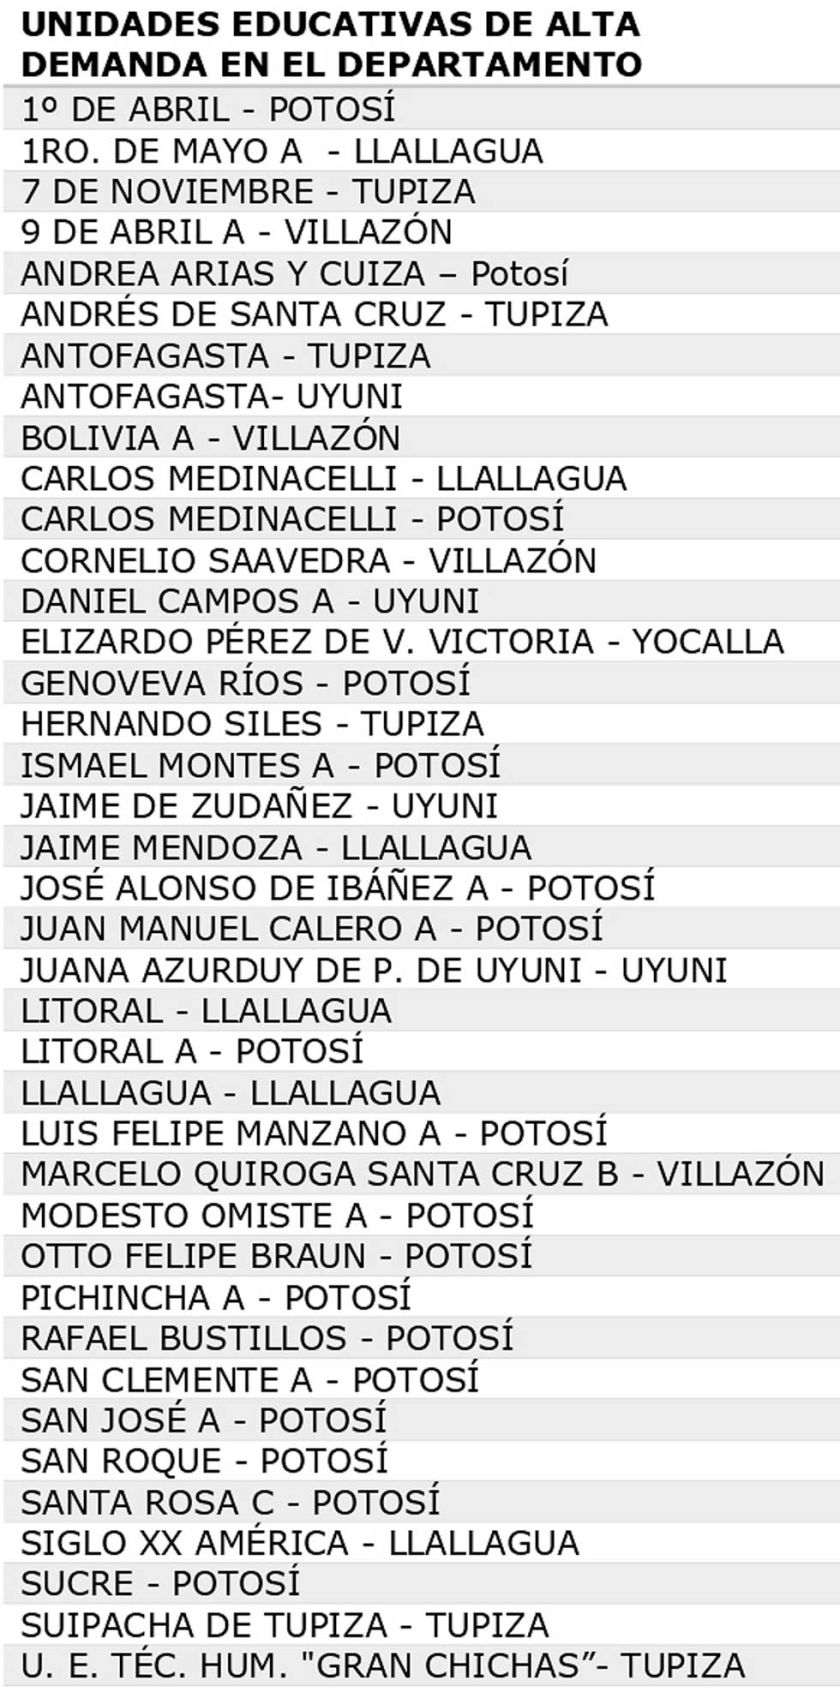 UNIDADES EDUCATIVAS DE ALTA
DEMANDA EN EL DEPARTAMENTO
1º DE ABRIL - POTOSÍ
1RO. DE MAYO A  - LLALLAGUA
7 DE NOVIEMBRE - TUPIZA
9 DE ABRIL A - VILLAZÓN
ANDREA ARIAS Y CUIZA – Potosí
ANDRÉS DE SANTA CRUZ - TUPIZA
ANTOFAGASTA - TUPIZA
ANTOFAGASTA- UYUNI
BOLIVIA A - VILLAZÓN
CARLOS MEDINACELLI - LLALLAGUA
CARLOS MEDINACELLI - POTOSÍ
CORNELIO SAAVEDRA - VILLAZÓN
DANIEL CAMPOS A - UYUNI
ELIZARDO PÉREZ DE V. VICTORIA - YOCALLA
GENOVEVA RÍOS - POTOSÍ
HERNANDO SILES - TUPIZA
ISMAEL MONTES A - POTOSÍ
JAIME DE ZUDAÑEZ - UYUNI
JAIME MENDOZA - LLALLAGUA
JOSÉ ALONSO DE IBÁÑEZ A - POTOSÍ
JUAN MANUEL CALERO A - POTOSÍ
JUANA AZURDUY DE P. DE UYUNI - UYUNI
LITORAL - LLALLAGUA
LITORAL A - POTOSÍ
LLALLAGUA - LLALLAGUA
LUIS FELIPE MANZANO A - POTOSÍ
MARCELO QUIROGA SANTA CRUZ B - VILLAZÓN
MODESTO OMISTE A - POTOSÍ
OTTO FELIPE BRAUN - POTOSÍ
PICHINCHA A - POTOSÍ
RAFAEL BUSTILLOS - POTOSÍ
SAN CLEMENTE A - POTOSÍ
SAN JOSÉ A - POTOSÍ
SAN ROQUE - POTOSÍ
SANTA ROSA C - POTOSÍ
SIGLO XX AMÉRICA - LLALLAGUA
SUCRE - POTOSÍ
SUIPACHA DE TUPIZA - TUPIZA
U. E. TÉC. HUM. "GRAN CHICHAS”- TUPIZA